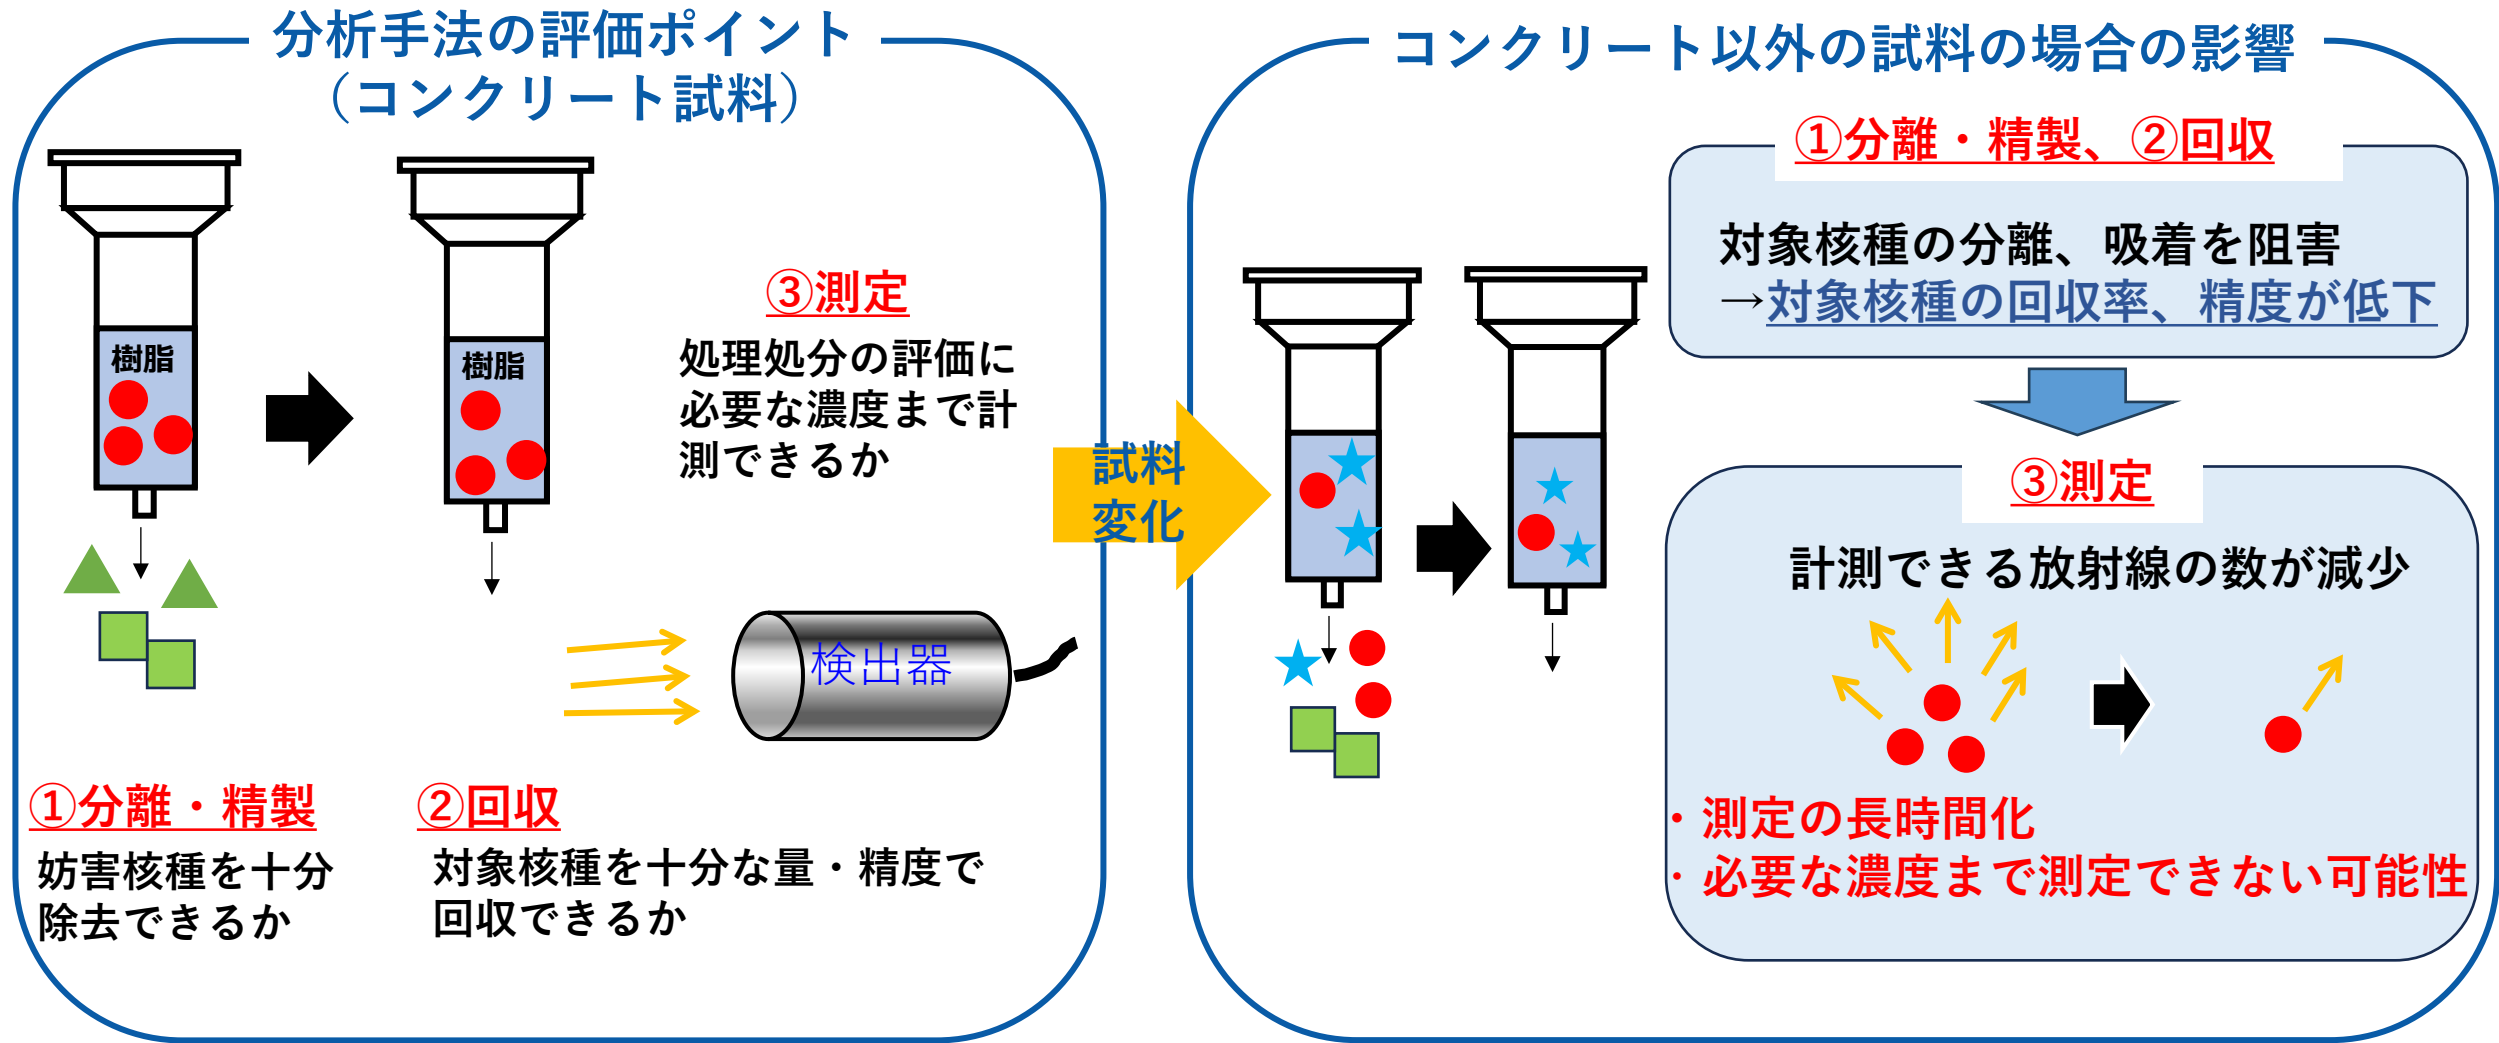 分析手法の評価ポイント
（コンクリート試料）
樹脂
樹脂
③測定
処理処分の評価に
必要な濃度まで計
測できるか
検出器
①分離・精製
妨害核種を十分
除去できるか
②回収
対象核種を十分な量・精度で
回収できるか
試料
変化
コンクリート以外の試料の場合の影響
①分離・精製、②回収
対象核種の分離、吸着を阻害
→対象核種の回収率、精度が低下
③測定
計測できる放射線の数が減少
・測定の長時間化
・必要な濃度まで測定できない可能性